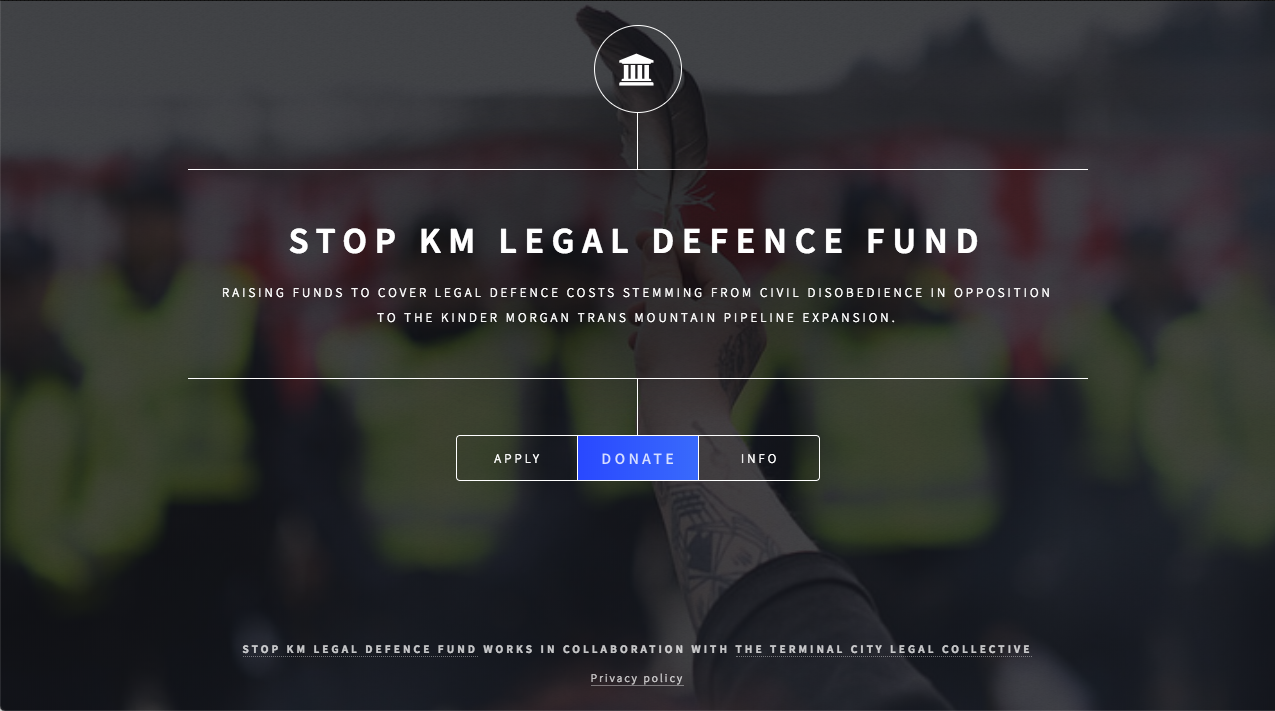 STOP KM LEGAL DEFENCE FUND
RAISING FUNDS TO COVER LEGAL DEFENCE COSTS STEMMING FROM CIVIL DISOBEDIENCE IN OPPOSITION
TO THE KINDER MORGAN TRANS MOUNTAIN PIPELINE EXPANSION.
APPLY DONATE INFO
STOP KM LEGAL DEFENCE FUND WORKS IN COLLABORATION WITH THE TERMINAL CITY LEGAL COLLECTIVE
Privacy policy